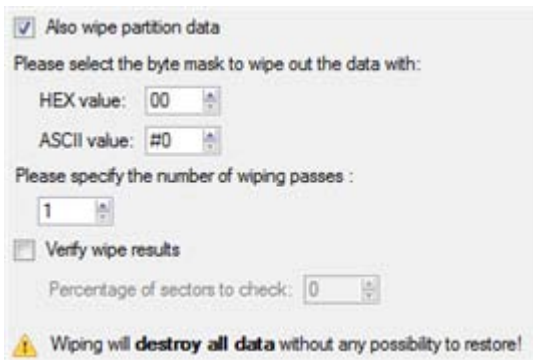 Also wipe partition data
Please select the byte mask to wipe out the data with:
HEX value: 00
ASCII value: #0
Please specify the number of wiping passes :
1
Verify wipe results
Percentage of sectors to check: 0
Wiping will destroy all data without any possibility to restore!